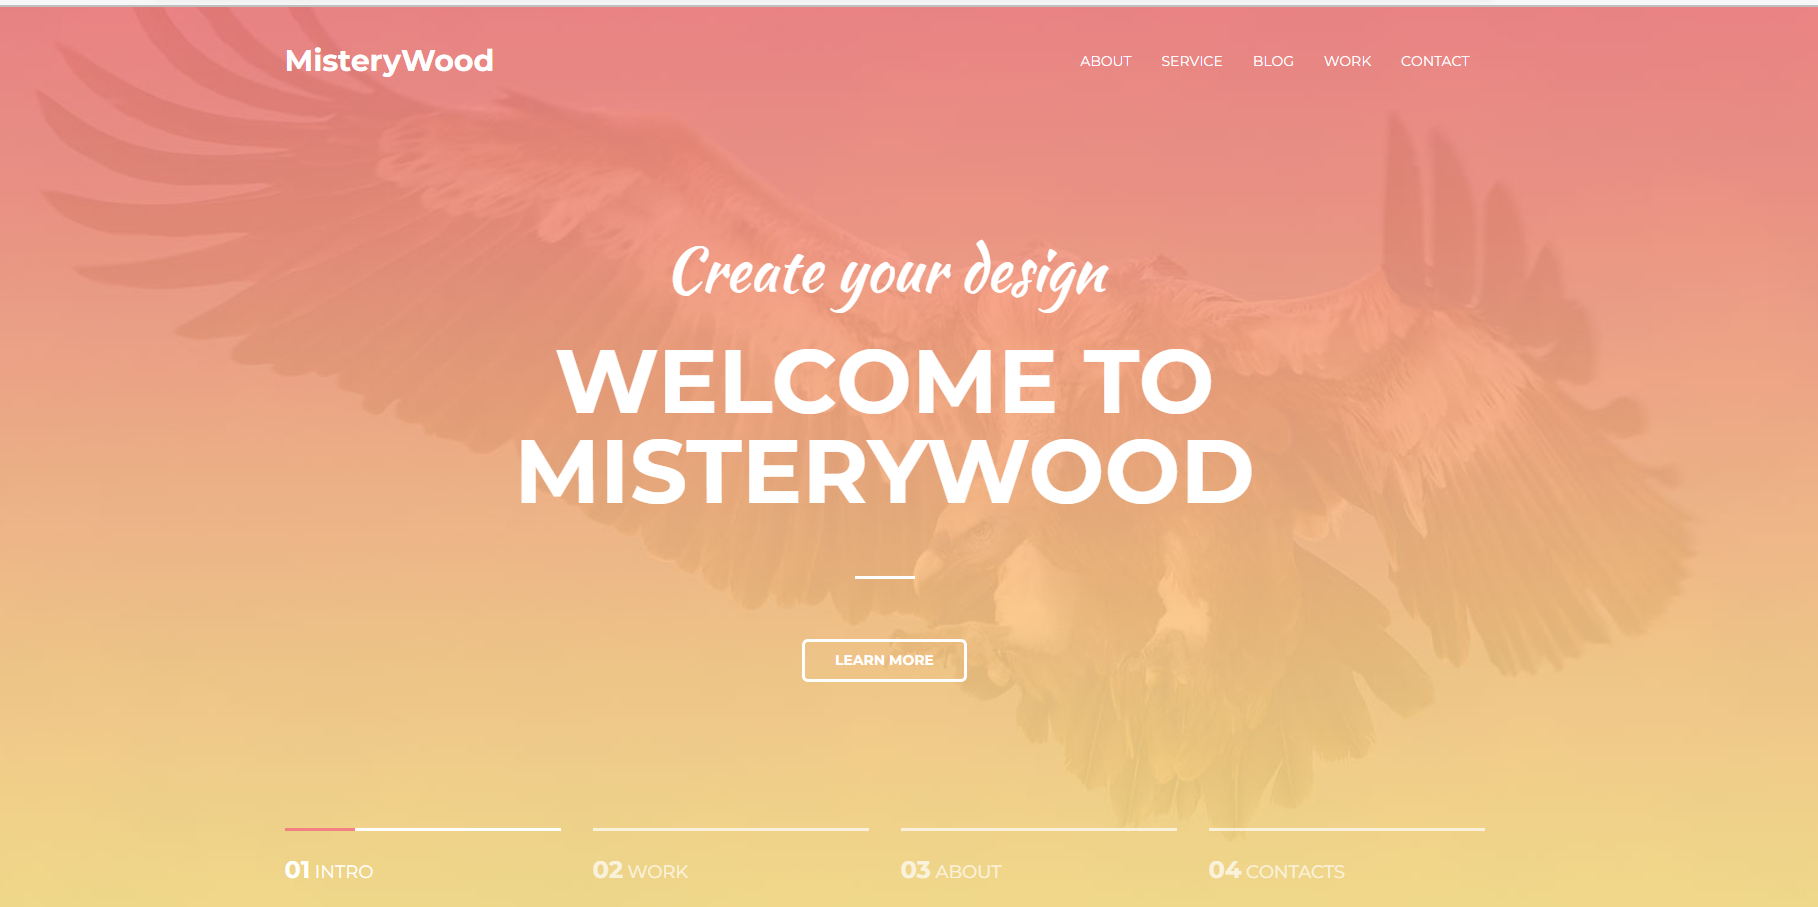 MisteryWood
ABOUT SERVICE BLOG WORK CONTACT
Create your design
WELCOME TO
MISTERYWOOD
LEARN MORE
01 INTRO
02 WORK
03 ABOUT
04 CONTACTS